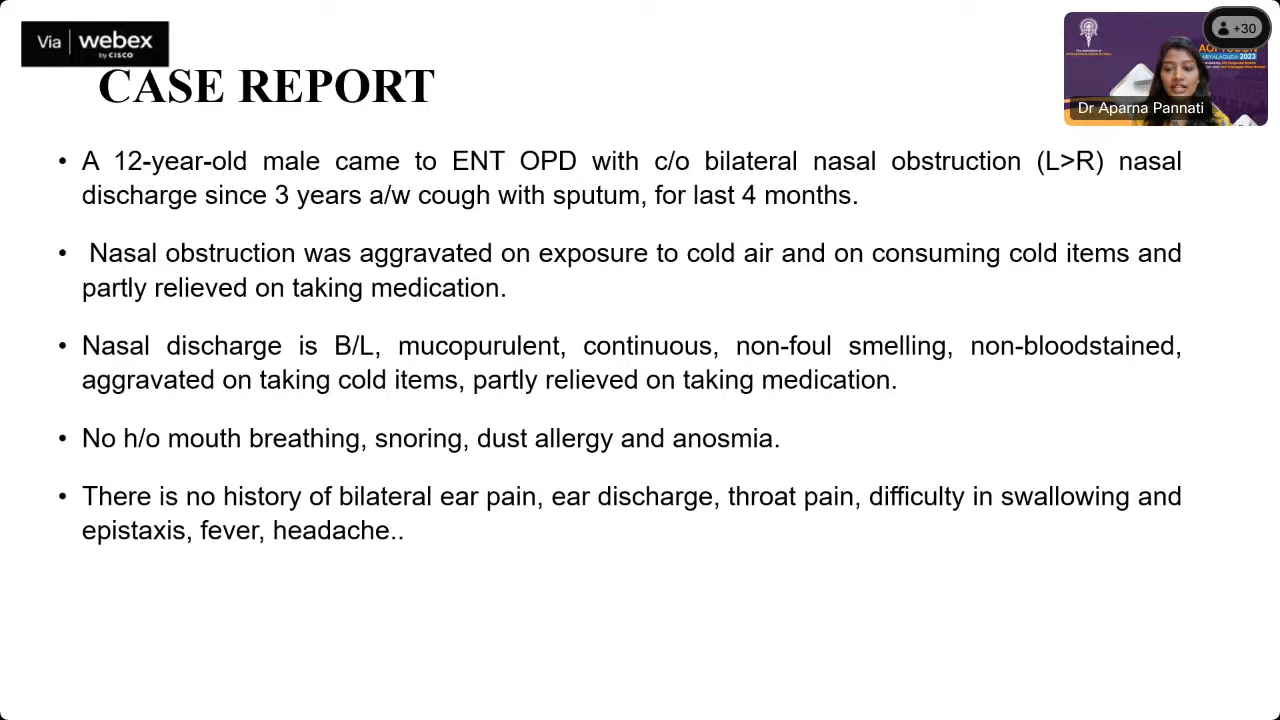 Via webex
by CISCO
+30
CASE REPORT
2023
Dr Aparna Pannati
• A 12-year-old male came to ENT OPD with c/o bilateral nasal obstruction (L>R) nasal
discharge since 3 years a/w cough with sputum, for last 4 months.
• Nasal obstruction was aggravated on exposure to cold air and on consuming cold items and
partly relieved on taking medication.
• Nasal discharge is B/L, mucopurulent, continuous, non-foul smelling, non-bloodstained,
aggravated on taking cold items, partly relieved on taking medication.
• No h/o mouth breathing, snoring, dust allergy and anosmia.
• There is no history of bilateral ear pain, ear discharge, throat pain, difficulty in swallowing and
epistaxis, fever, headache..